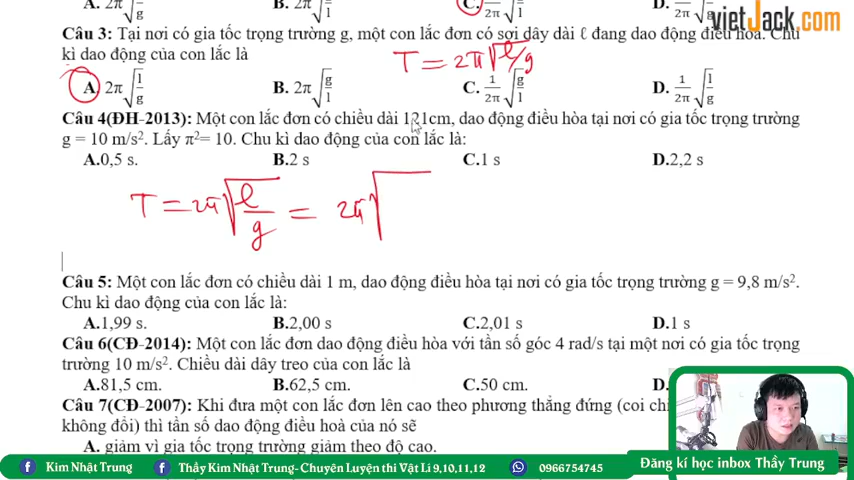 A. 2π√g B. 2π√l C. 2π√l D. 2π√g
vietJack.com
Câu 3: Tại nơi có gia tốc trọng trường g, một con lắc đơn có sợi dây dài ℓ đang dao động điều hòa. Chu
kì dao động của con lắc là
T = 2π√ℓ/g
A. 2π√(l/g) B. 2π√(g/l) C. 1/2π √(g/l) D. 1/2π √(l/g)
Câu 4(ĐH-2013): Một con lắc đơn có chiều dài 121cm, dao động điều hòa tại nơi có gia tốc trọng trường
g = 10 m/s². Lấy π²= 10. Chu kì dao động của con lắc là:
A.0,5 s. B.2 s C.1 s D.2,2 s
T = 2π√(ℓ/g) = 2π√
Câu 5: Một con lắc đơn có chiều dài 1 m, dao động điều hòa tại nơi có gia tốc trọng trường g = 9,8 m/s².
Chu kì dao động của con lắc là:
A.1,99 s. B.2,00 s C.2,01 s D.1 s
Câu 6(CĐ-2014): Một con lắc đơn dao động điều hòa với tần số góc 4 rad/s tại một nơi có gia tốc trọng
trường 10 m/s². Chiều dài dây treo của con lắc là
A.81,5 cm. B.62,5 cm. C.50 cm. D.
Câu 7(CĐ-2007): Khi đưa một con lắc đơn lên cao theo phương thẳng đứng (coi chi
không đổi) thì tần số dao động điều hoà của nó sẽ
A. giảm vì gia tốc trọng trường giảm theo độ cao.
Kim Nhật Trung Thầy Kim Nhật Trung- Chuyên Luyện thi Vật Lí 9,10,11,12 0966754745 Đăng kí học inbox Thầy Trung